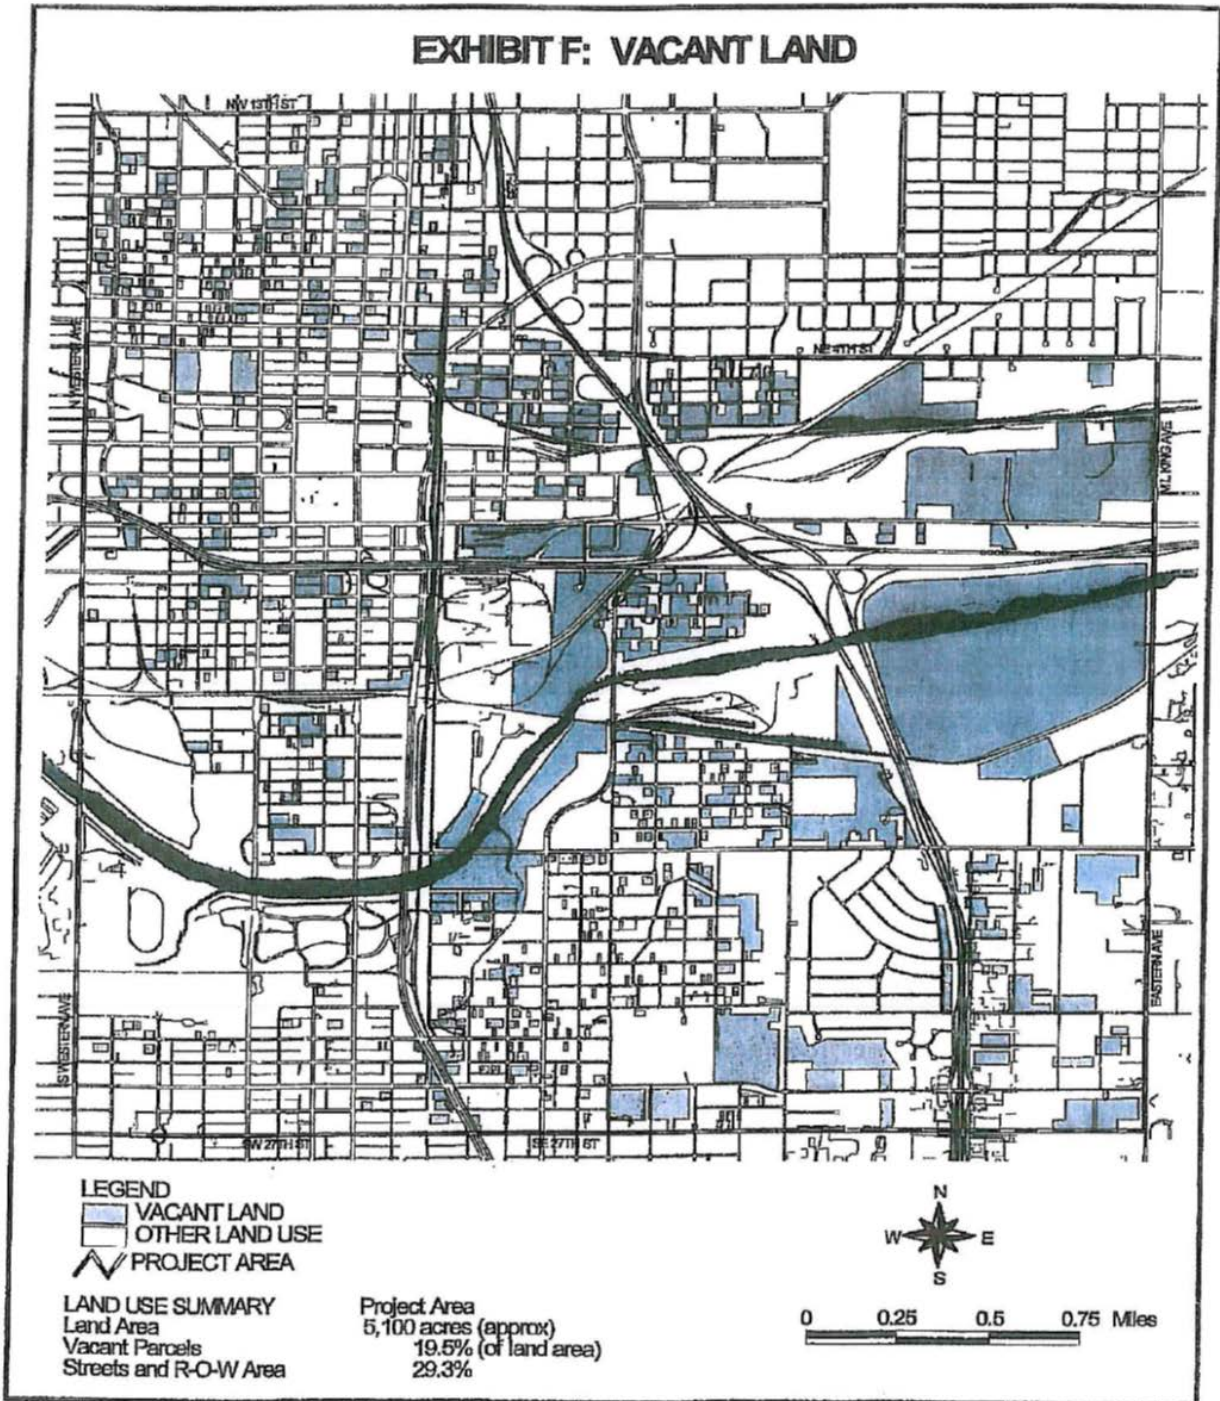 EXHIBIT F: VACANT LAND
NW 13TH ST
N WESTERN AVE
NE 4TH ST
M L KING AVE
S WESTERN AVE
EASTERN AVE
SW 27TH ST
SE 27TH ST
LEGEND
VACANT LAND
OTHER LAND USE
PROJECT AREA
N
W E
S
LAND USE SUMMARY Project Area
Land Area 5,100 acres (approx)
Vacant Parcels 19.5% (of land area)
Streets and R-O-W Area 29.3%
0 0.25 0.5 0.75 Miles